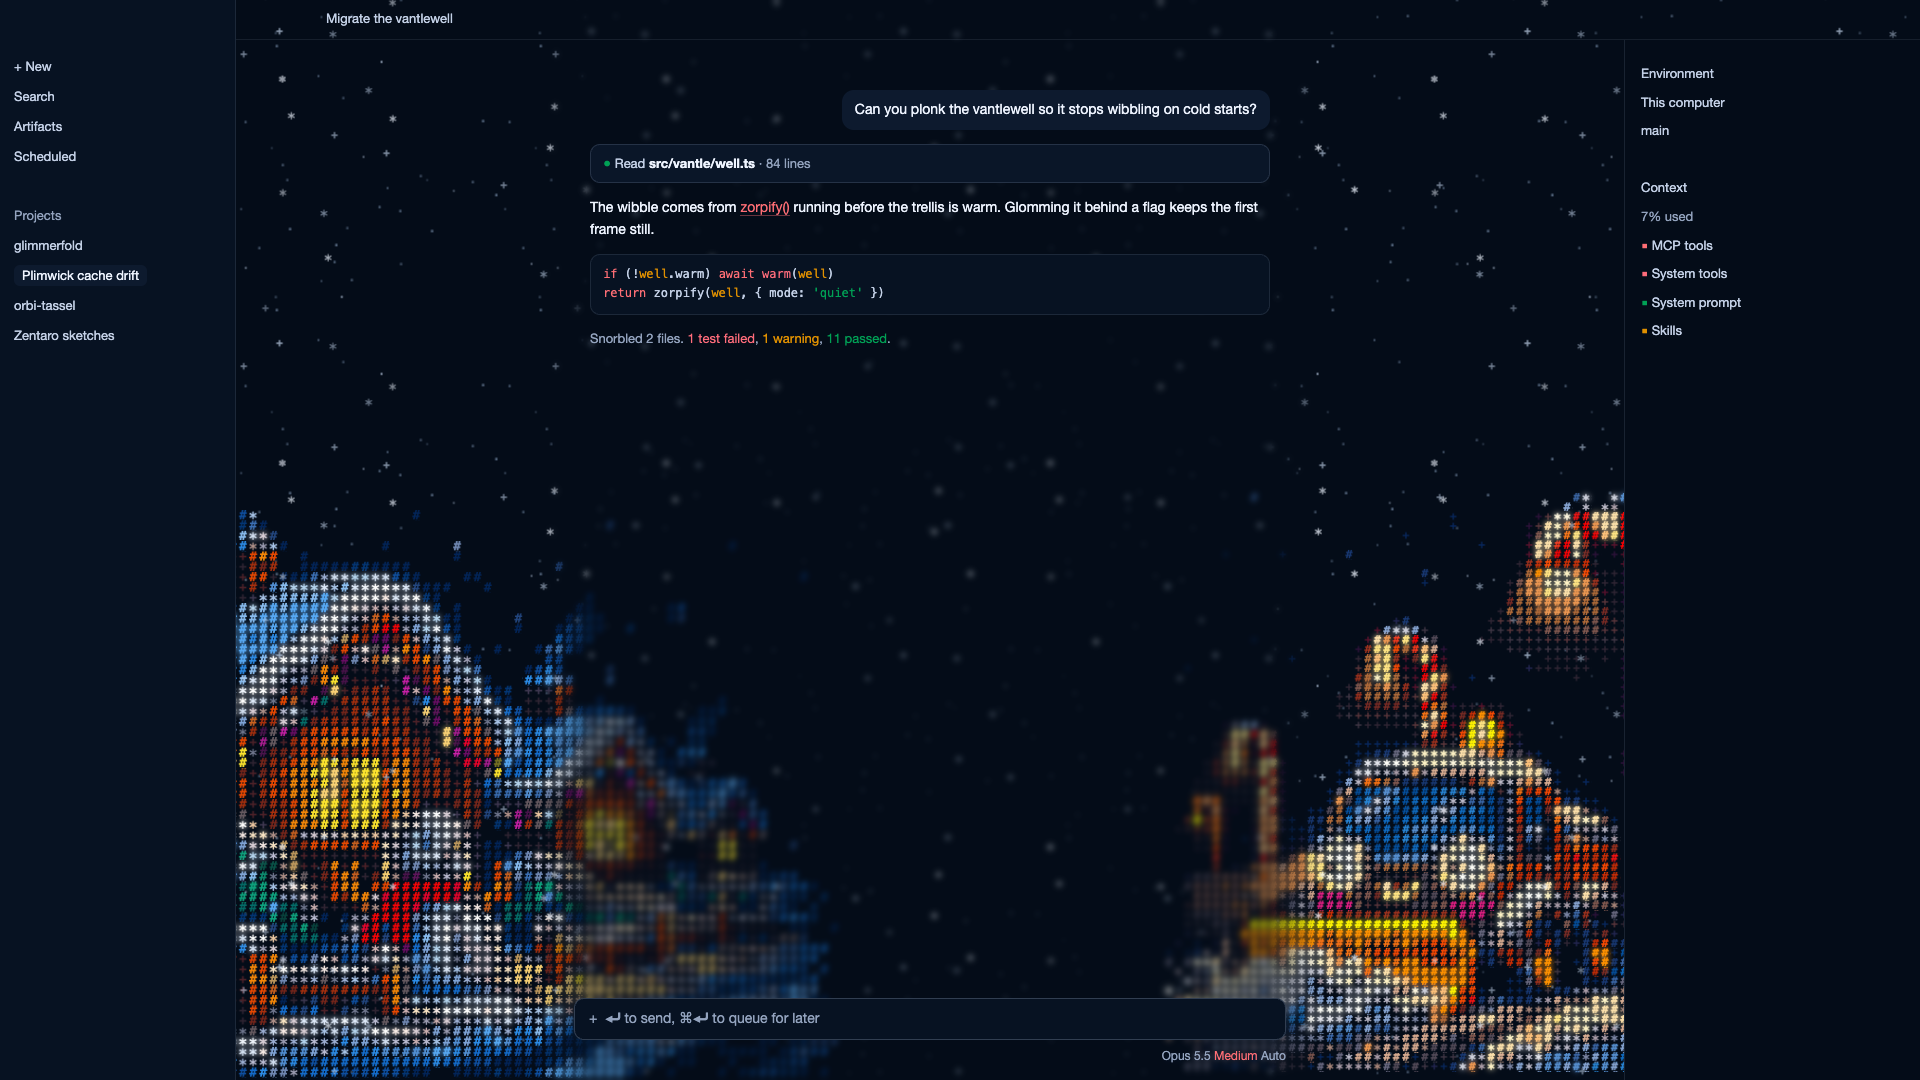 Migrate the vantlewell
+ New
Search
Artifacts
Scheduled
Projects
glimmerfold
Plimwick cache drift
orbi-tassel
Zentaro sketches
Can you plonk the vantlewell so it stops wibbling on cold starts?
Read src/vantle/well.ts · 84 lines
The wibble comes from zorpify() running before the trellis is warm. Glomming it behind a flag keeps the first
frame still.
if (!well.warm) await warm(well)
return zorpify(well, { mode: 'quiet' })
Snorbled 2 files. 1 test failed, 1 warning, 11 passed.
+ ↵ to send, ⌘↵ to queue for later
Opus 5.5 Medium Auto
Environment
This computer
main
Context
7% used
MCP tools
System tools
System prompt
Skills